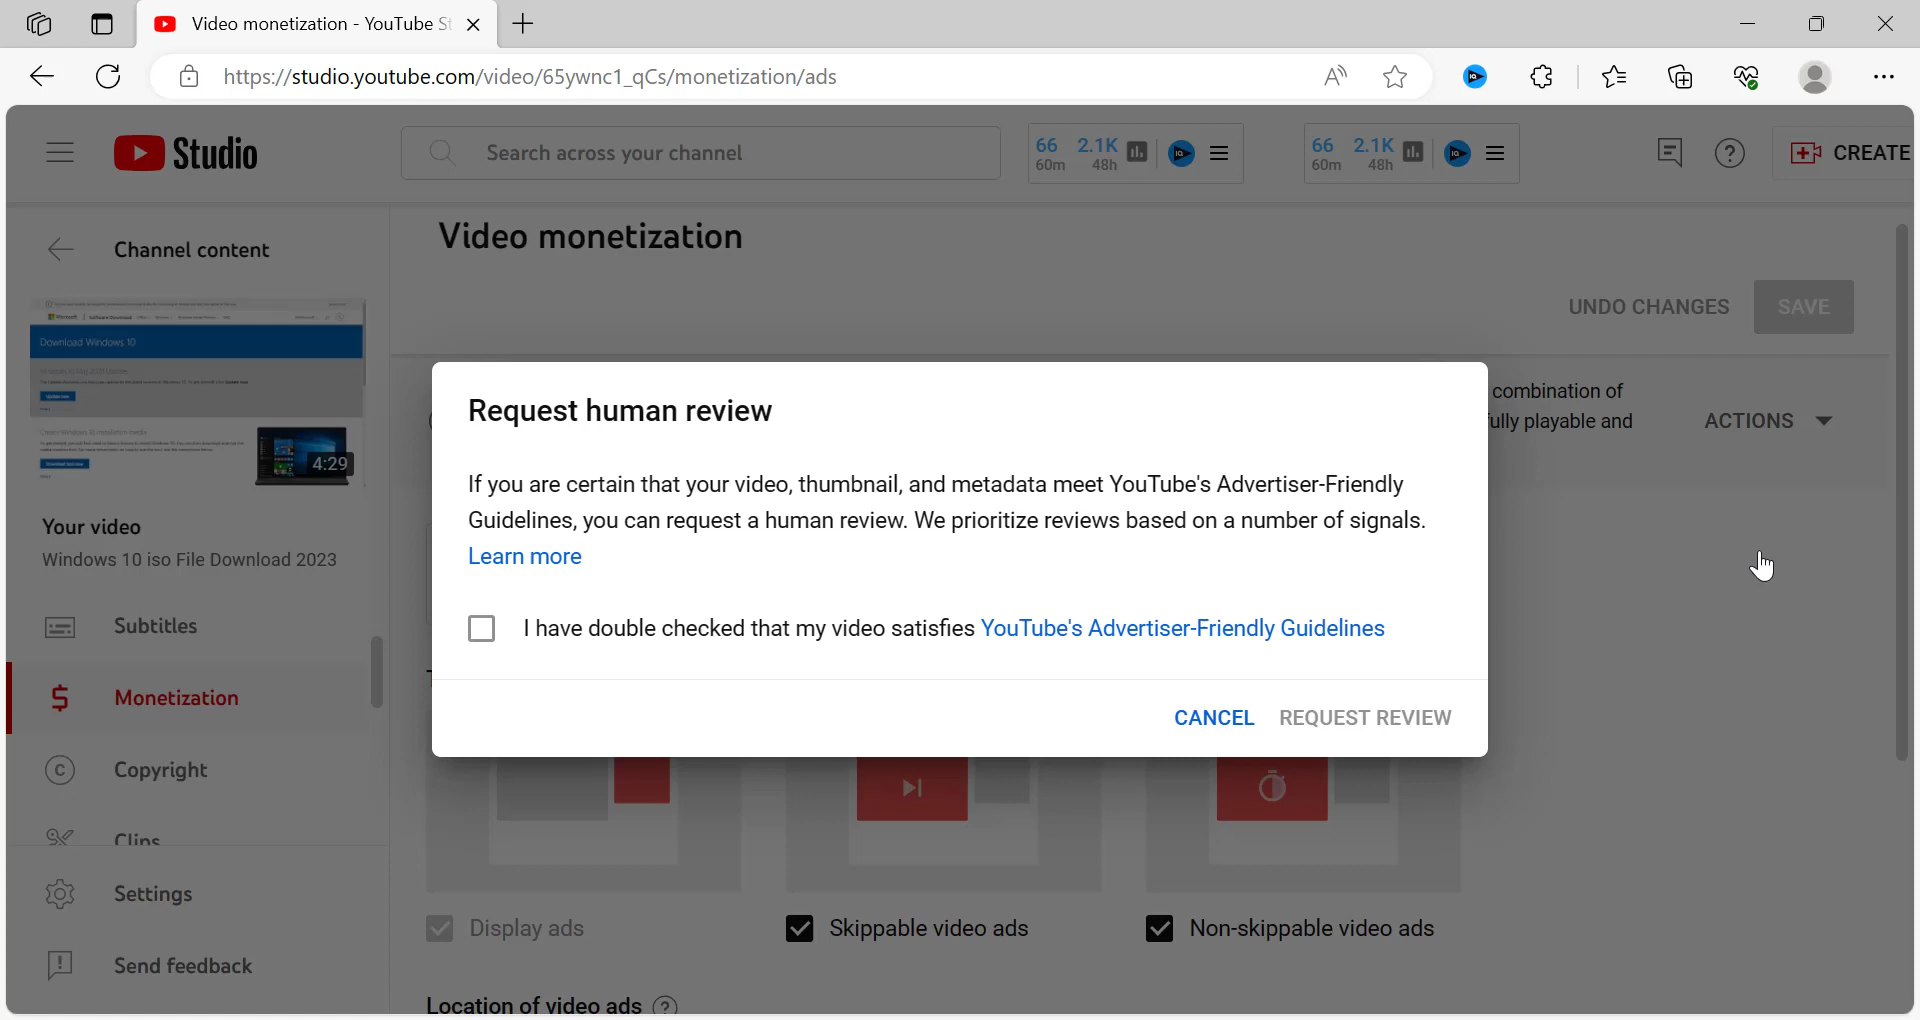 Video monetization - YouTube St
https://studio.youtube.com/video/65ywnc1_qCs/monetization/ads
Studio
Search across your channel
66 2.1K
60m 48h
66 2.1K
60m 48h
CREATE
Channel content
Video monetization
UNDO CHANGES
SAVE
Download Windows 10
4:29
combination of
fully playable and
ACTIONS
Request human review
If you are certain that your video, thumbnail, and metadata meet YouTube's Advertiser-Friendly
Guidelines, you can request a human review. We prioritize reviews based on a number of signals.
Learn more
I have double checked that my video satisfies YouTube's Advertiser-Friendly Guidelines
CANCEL REQUEST REVIEW
Your video
Windows 10 iso File Download 2023
Subtitles
Monetization
Copyright
Clips
Settings
Send feedback
Display ads
Skippable video ads
Non-skippable video ads
Location of video ads